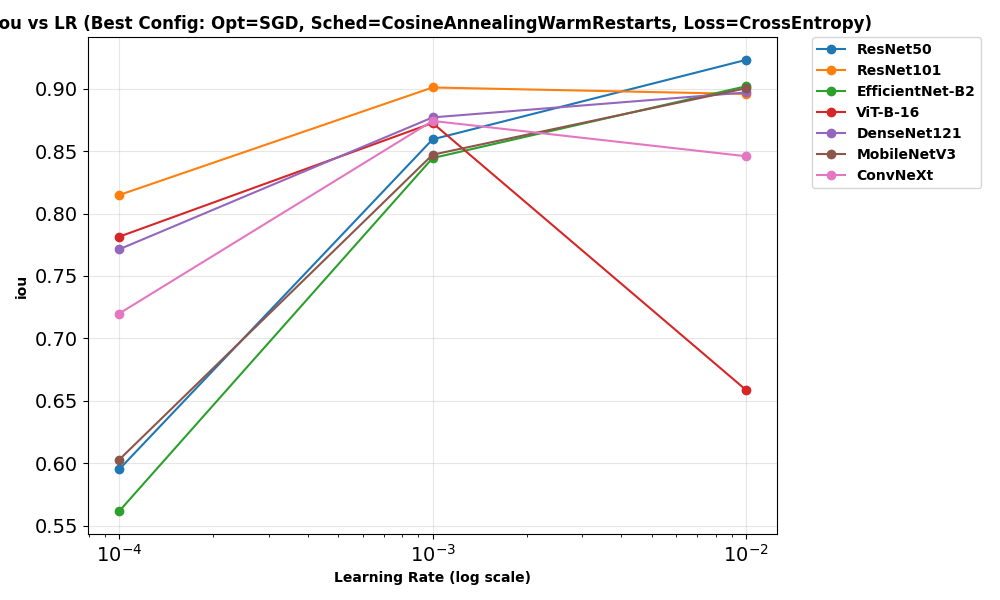 ou vs LR (Best Config: Opt=SGD, Sched=CosineAnnealingWarmRestarts, Loss=CrossEntropy)
ResNet50
ResNet101
EfficientNet-B2
ViT-B-16
DenseNet121
MobileNetV3
ConvNeXt
iou
0.90
0.85
0.80
0.75
0.70
0.65
0.60
0.55
10⁻⁴
10⁻³
10⁻²
Learning Rate (log scale)